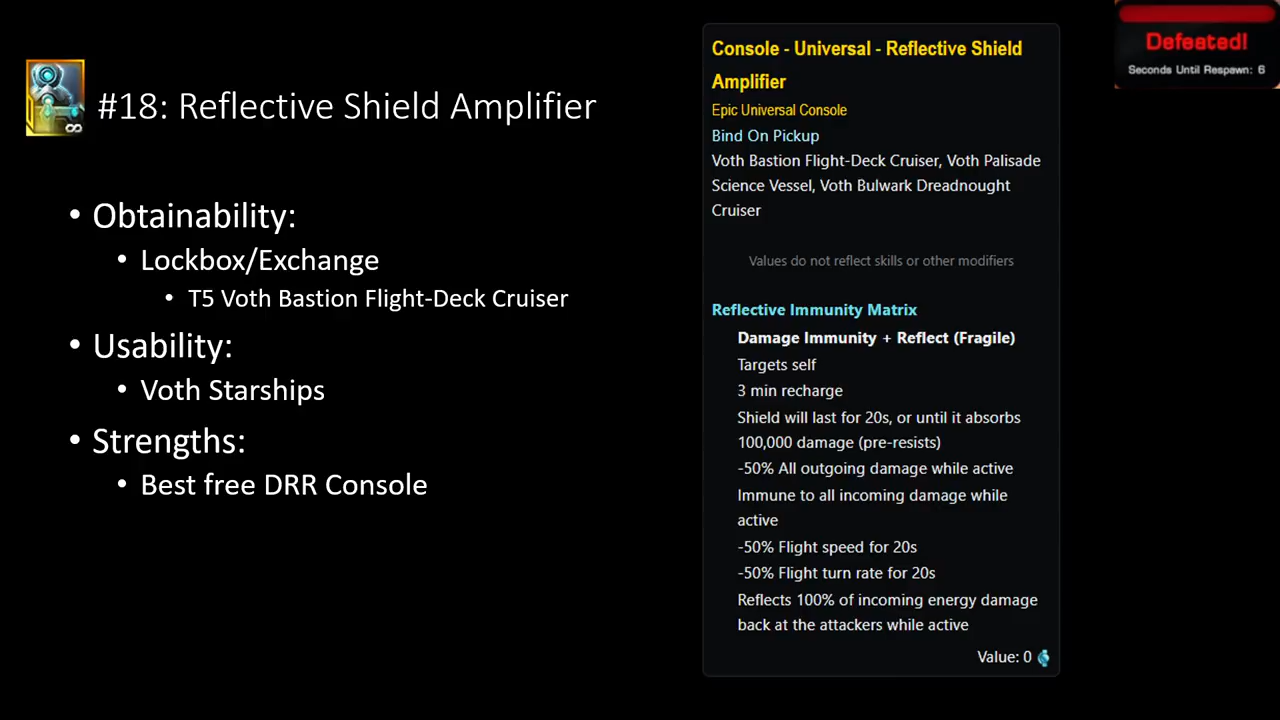 #18: Reflective Shield Amplifier
• Obtainability:
• Lockbox/Exchange
• T5 Voth Bastion Flight-Deck Cruiser
• Usability:
• Voth Starships
• Strengths:
• Best free DRR Console
Console - Universal - Reflective Shield
Amplifier
Epic Universal Console
Bind On Pickup
Voth Bastion Flight-Deck Cruiser, Voth Palisade
Science Vessel, Voth Bulwark Dreadnought
Cruiser
Values do not reflect skills or other modifiers
Reflective Immunity Matrix
Damage Immunity + Reflect (Fragile)
Targets self
3 min recharge
Shield will last for 20s, or until it absorbs
100,000 damage (pre-resists)
-50% All outgoing damage while active
Immune to all incoming damage while
active
-50% Flight speed for 20s
-50% Flight turn rate for 20s
Reflects 100% of incoming energy damage
back at the attackers while active
Value: 0
Defeated!
Seconds Until Respawn: 6